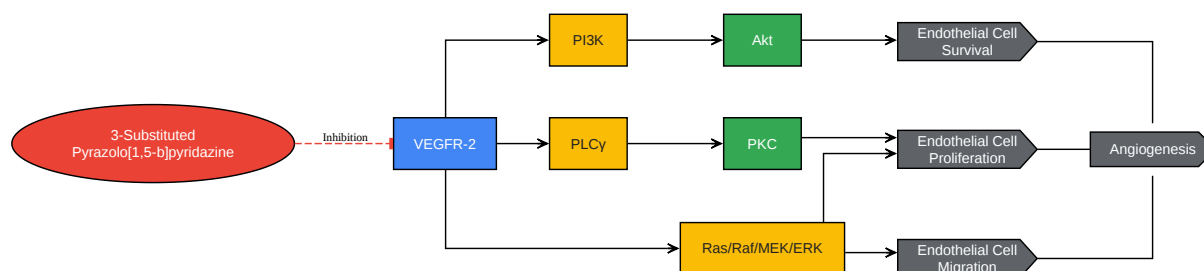 PI3K
Akt
Endothelial Cell
Survival
3-Substituted
Pyrazolo[1,5-b]pyridazine
Inhibition
VEGFR-2
PLCγ
PKC
Endothelial Cell
Proliferation
Angiogenesis
Ras/Raf/MEK/ERK
Endothelial Cell
Migration